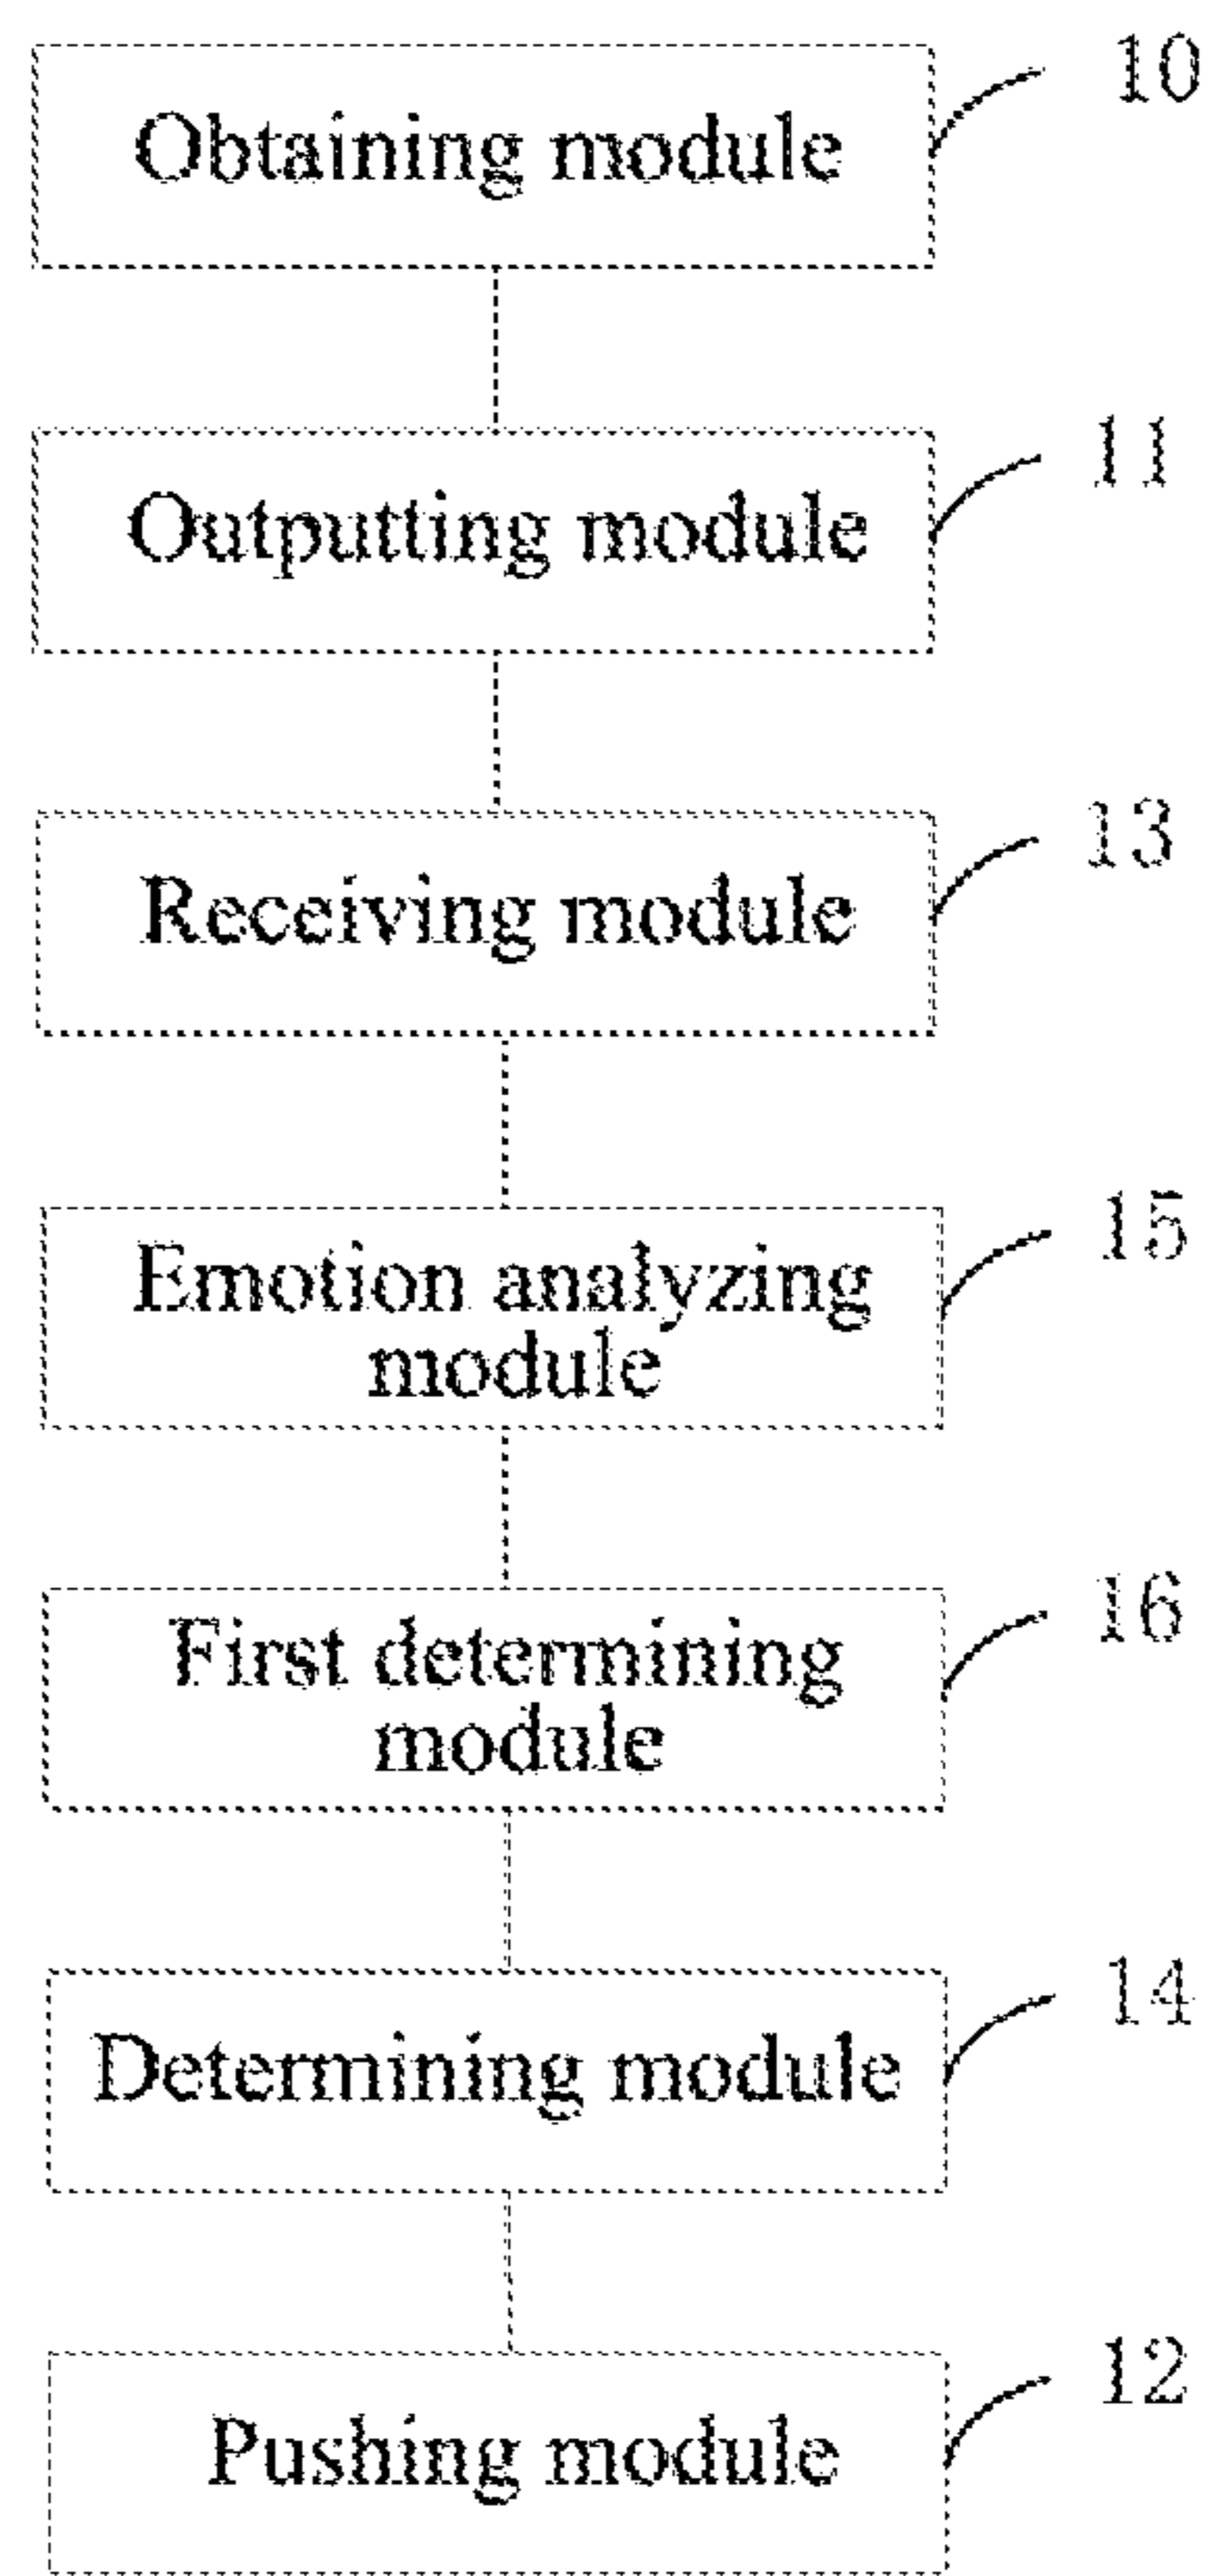 10
Obtaining module
11
Outputting module
13
Receiving module
15
Emotion analyzing
module
16
First determining
module
14
Determining module
12
Pushing module